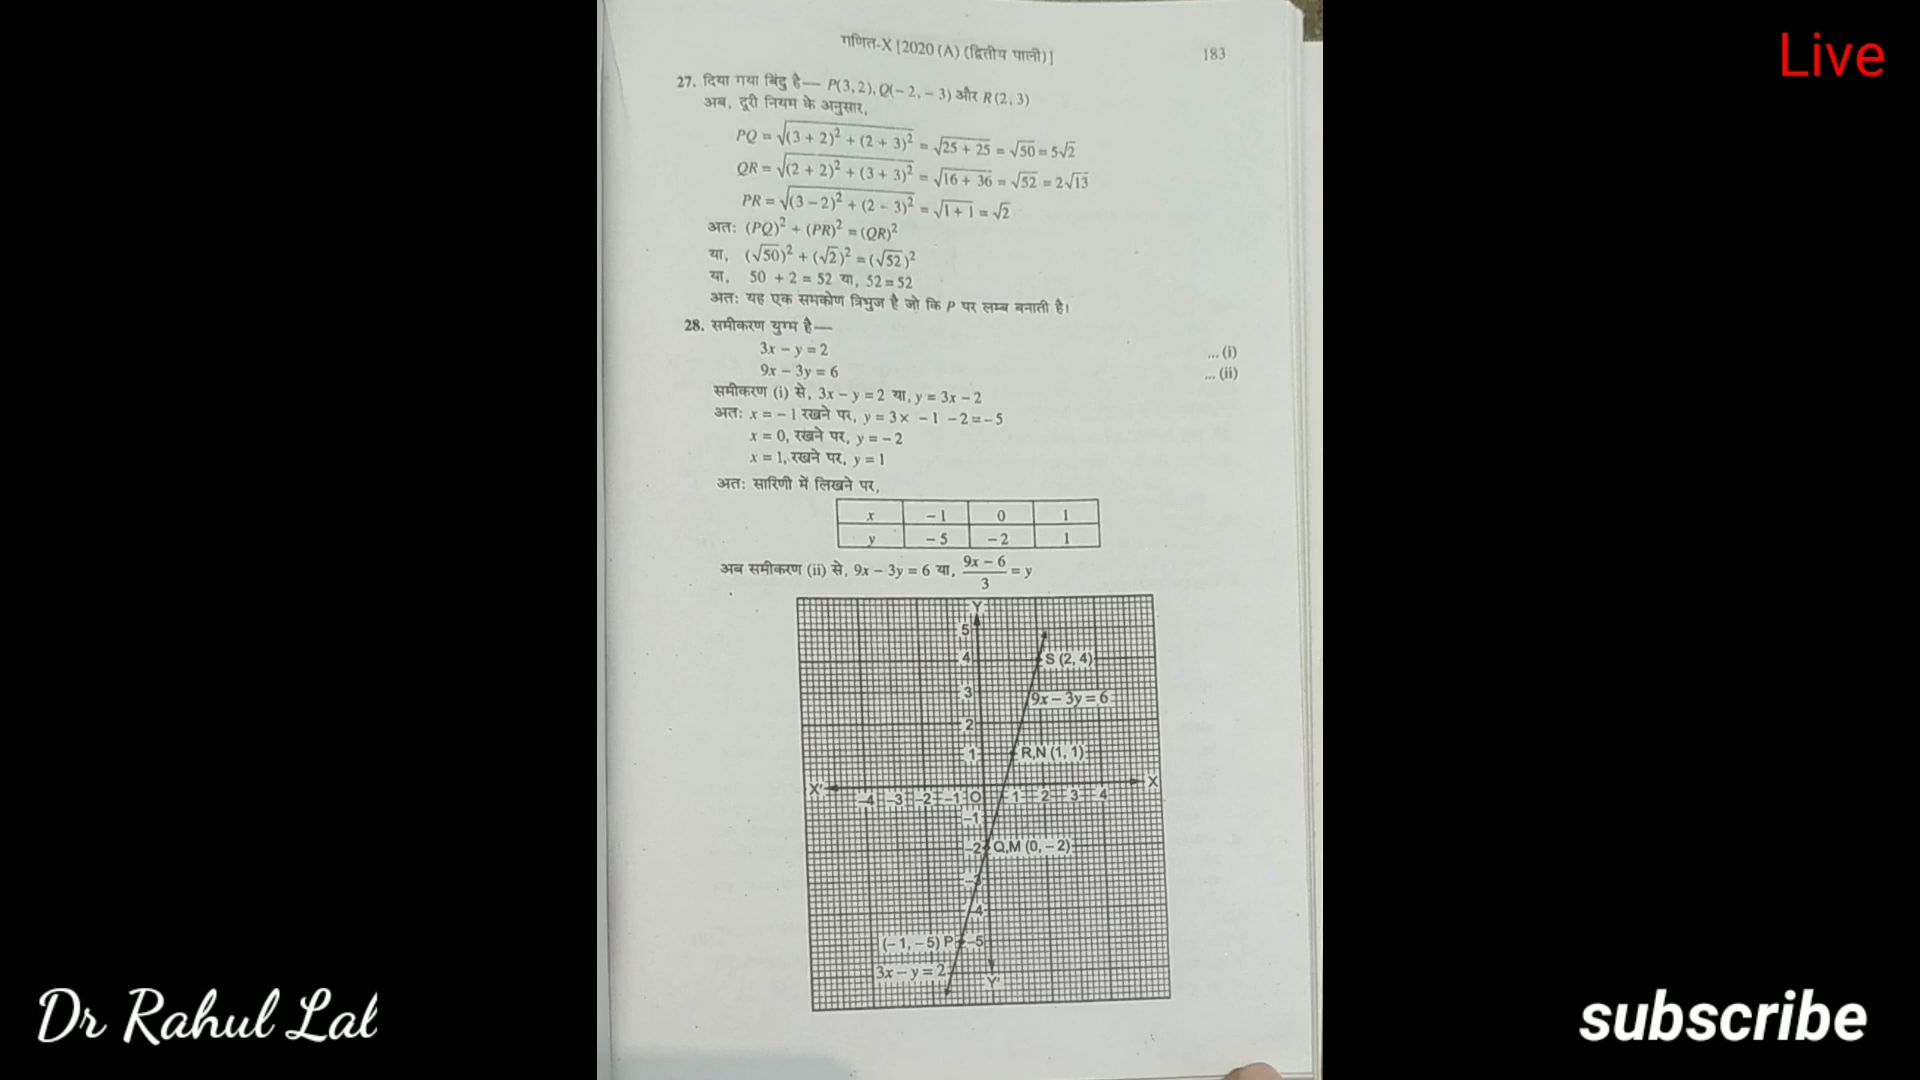 गणित-X [2020 (A) (द्वितीय पाली)]
183
27. दिया गया बिंदु है— P(3, 2), Q(– 2, – 3) और R (2, 3)
अब, दूरी नियम के अनुसार,
PQ = √((3 + 2)² + (2 + 3)²) = √(25 + 25) = √50 = 5√2
QR = √((2 + 2)² + (3 + 3)²) = √(16 + 36) = √52 = 2√13
PR = √((3 – 2)² + (2 – 3)²) = √(1 + 1) = √2
अतः (PQ)² + (PR)² = (QR)²
या, (√50)² + (√2)² = (√52)²
या, 50 + 2 = 52 या, 52 = 52
अतः यह एक समकोण त्रिभुज है जो कि P पर लम्ब बनाती है।
28. समीकरण युग्म है—
3x – y = 2 ... (i)
9x – 3y = 6 ... (ii)
समीकरण (i) से, 3x – y = 2 या, y = 3x – 2
अतः x = – 1 रखने पर, y = 3 × – 1 – 2 = – 5
x = 0, रखने पर, y = – 2
x = 1, रखने पर, y = 1
अतः सारिणी में लिखने पर,
x – 1 0 1
y – 5 – 2 1
अब समीकरण (ii) से, 9x – 3y = 6 या, (9x – 6)/3 = y
Y
5
4 S (2, 4)
3 9x – 3y = 6
2
1 R,N (1, 1)
X' X
–4 –3 –2 –1 O 1 2 3 4
–1
–2 Q,M (0, – 2)
–3
–4
(– 1, – 5) P –5
3x – y = 2 Y'
Live
Dr Rahul Lal
subscribe